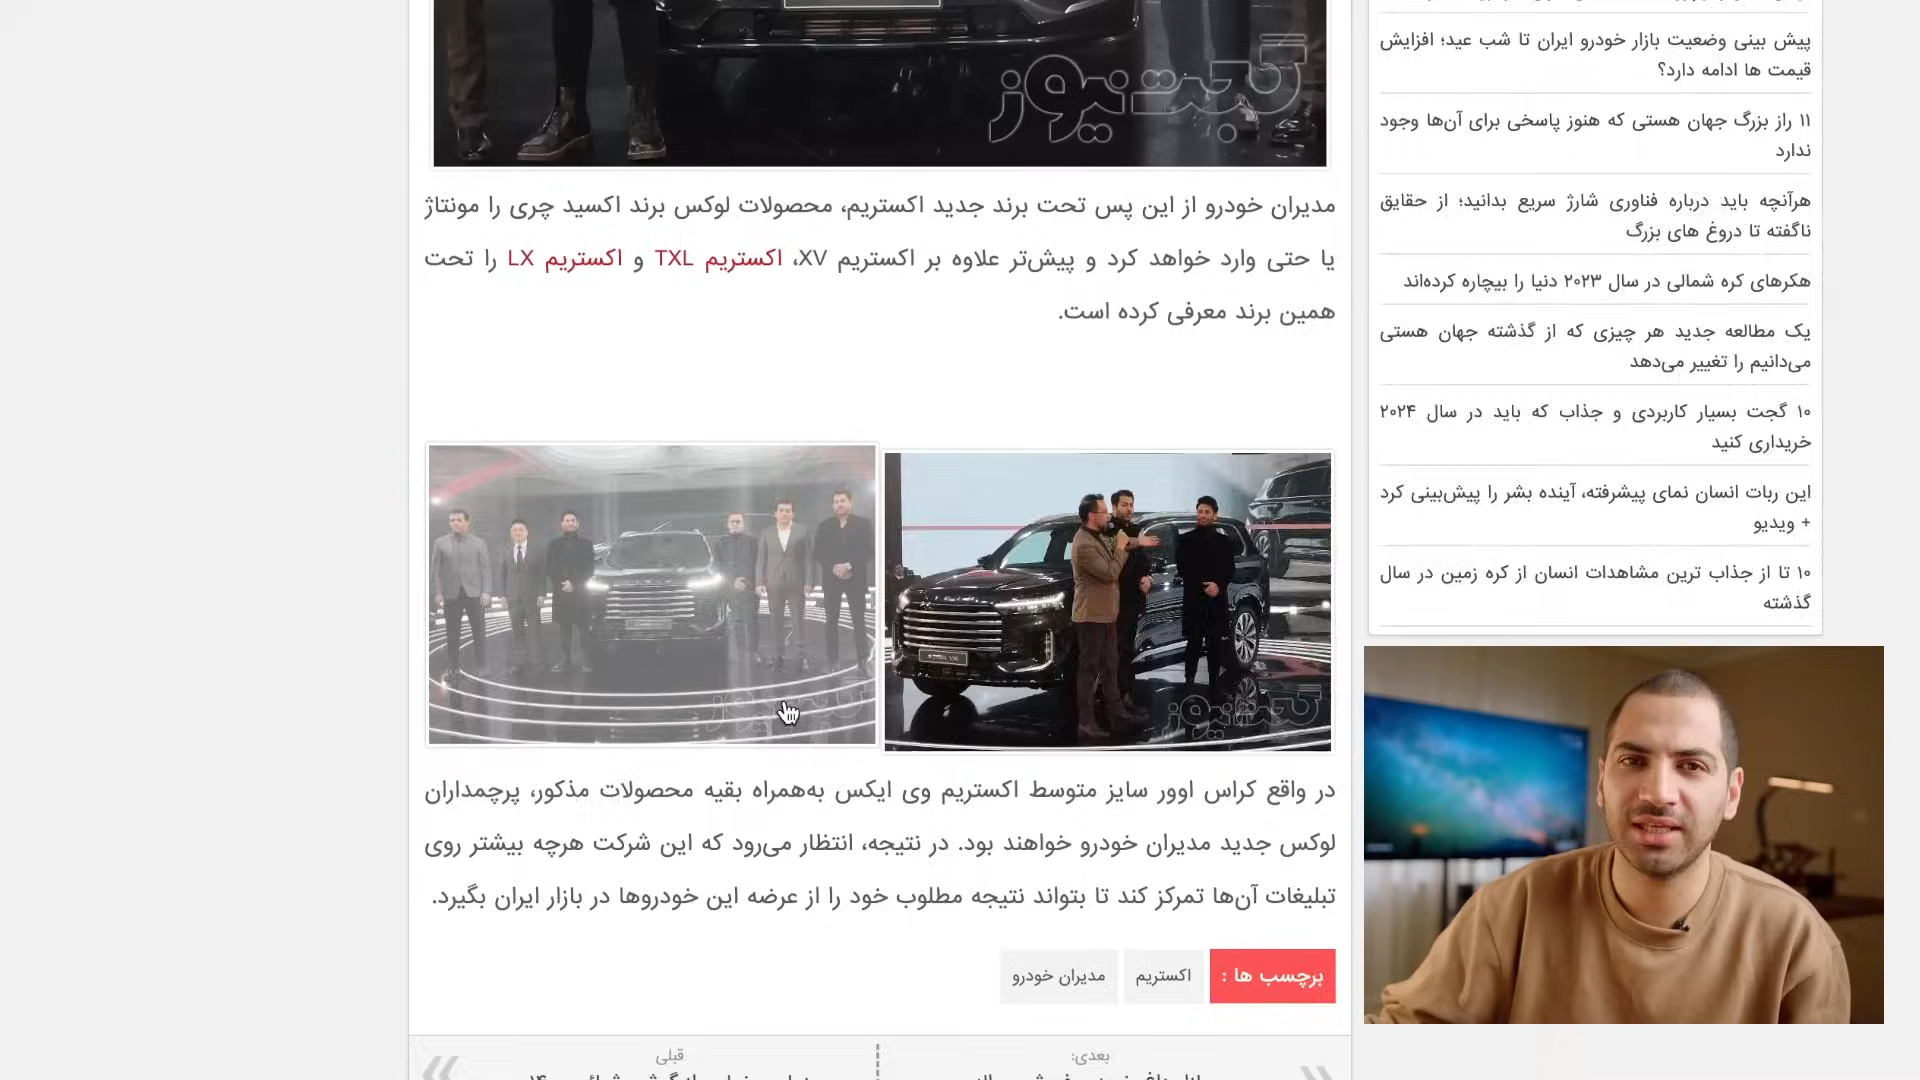 گجت‌نیوز
مدیران خودرو از این پس تحت برند جدید اکستریم، محصولات لوکس برند اکسید چری را مونتاژ
یا حتی وارد خواهد کرد و پیش‌تر علاوه بر اکستریم XV، اکستریم TXL و اکستریم LX را تحت
همین برند معرفی کرده است.
گجت‌نیوز
گجت‌نیوز
در واقع کراس اوور سایز متوسط اکستریم وی ایکس به‌همراه بقیه محصولات مذکور، پرچمداران
لوکس جدید مدیران خودرو خواهند بود. در نتیجه، انتظار می‌رود که این شرکت هرچه بیشتر روی
تبلیغات آن‌ها تمرکز کند تا بتواند نتیجه مطلوب خود را از عرضه این خودروها در بازار ایران بگیرد.
برچسب ها :
اکستریم
مدیران خودرو
بعدی:
قبلی
پیش بینی وضعیت بازار خودرو ایران تا شب عید؛ افزایش
قیمت ها ادامه دارد؟
۱۱ راز بزرگ جهان هستی که هنوز پاسخی برای آن‌ها وجود
ندارد
هرآنچه باید درباره فناوری شارژ سریع بدانید؛ از حقایق
ناگفته تا دروغ های بزرگ
هکرهای کره شمالی در سال ۲۰۲۳ دنیا را بیچاره کرده‌اند
یک مطالعه جدید هر چیزی که از گذشته جهان هستی
می‌دانیم را تغییر می‌دهد
۱۰ گجت بسیار کاربردی و جذاب که باید در سال ۲۰۲۴
خریداری کنید
این ربات انسان نمای پیشرفته، آینده بشر را پیش‌بینی کرد
+ ویدیو
۱۰ تا از جذاب ترین مشاهدات انسان از کره زمین در سال
گذشته